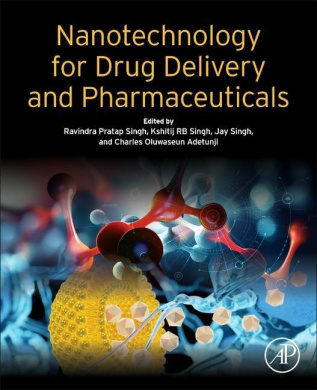 Nanotechnology
for Drug Delivery
and Pharmaceuticals
Edited by
Ravindra Pratap Singh, Kshitij RB Singh, Jay Singh,
and Charles Oluwaseun Adetunji
AP